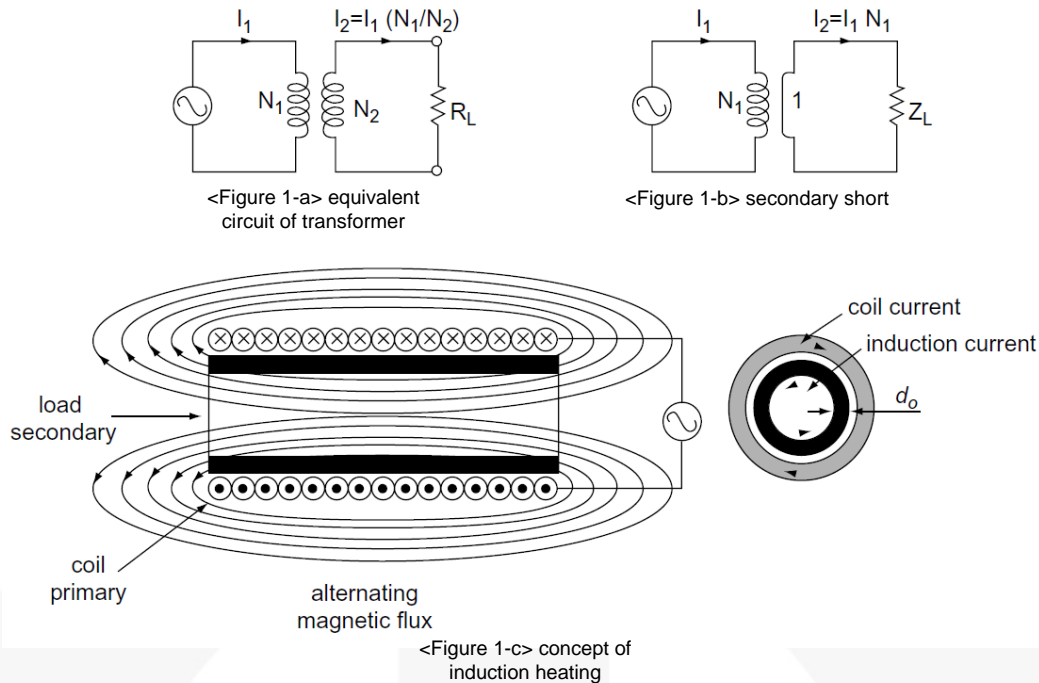 I₁
I₂=I₁ (N₁/N₂)
N₁
N₂
R_L
<Figure 1-a> equivalent
circuit of transformer
I₁
I₂=I₁ N₁
N₁
1
Z_L
<Figure 1-b> secondary short
load
secondary
coil
primary
alternating
magnetic flux
coil current
induction current
dₒ
<Figure 1-c> concept of
induction heating